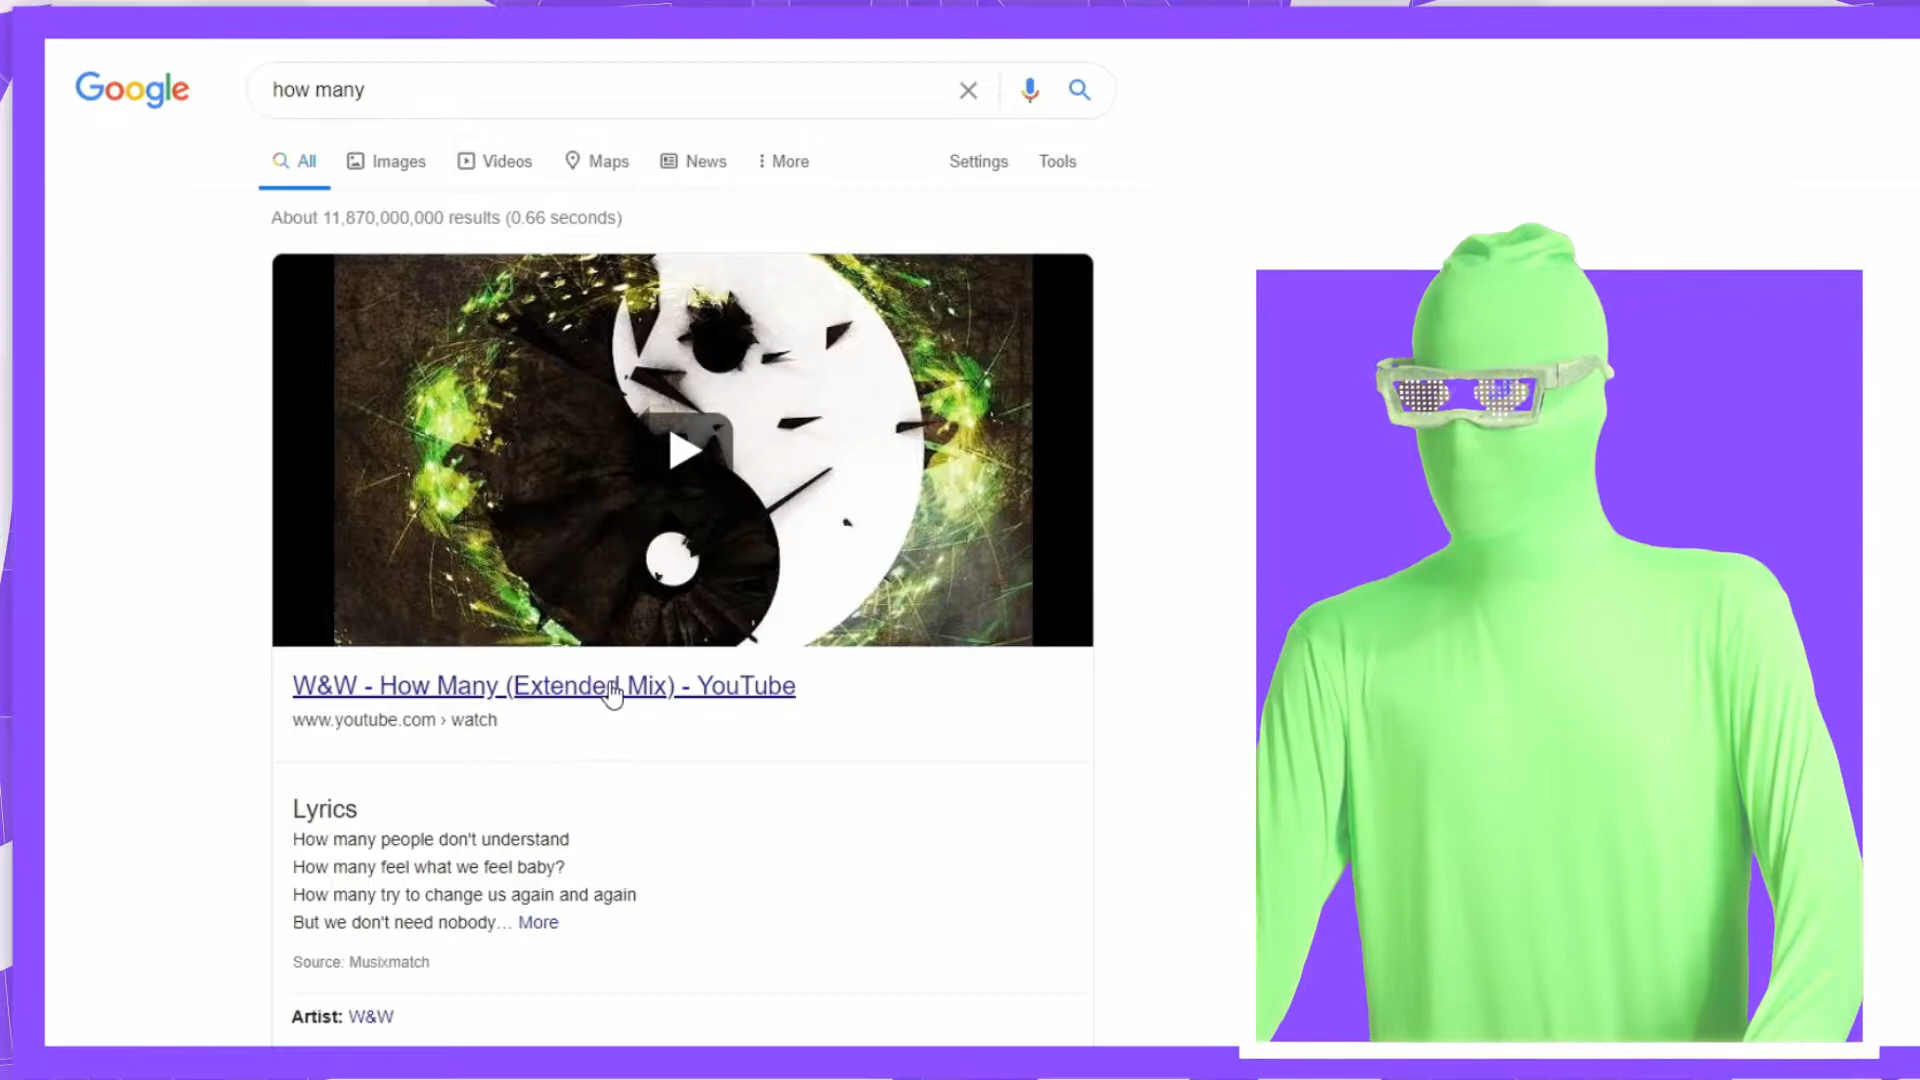 Google
how many
All Images Videos Maps News More Settings Tools
About 11,870,000,000 results (0.66 seconds)
W&W - How Many (Extended Mix) - YouTube
www.youtube.com › watch
Lyrics
How many people don't understand
How many feel what we feel baby?
How many try to change us again and again
But we don't need nobody... More
Source: Musixmatch
Artist: W&W